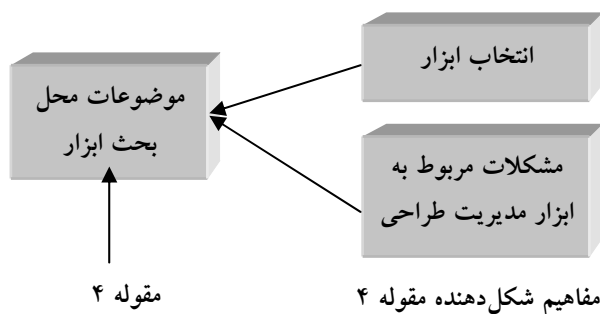 انتخاب ابزار
موضوعات محل
بحث ابزار
مشکلات مربوط به
ابزار مدیریت طراحی
مفاهیم شکل‌دهنده مقوله ۴
مقوله ۴